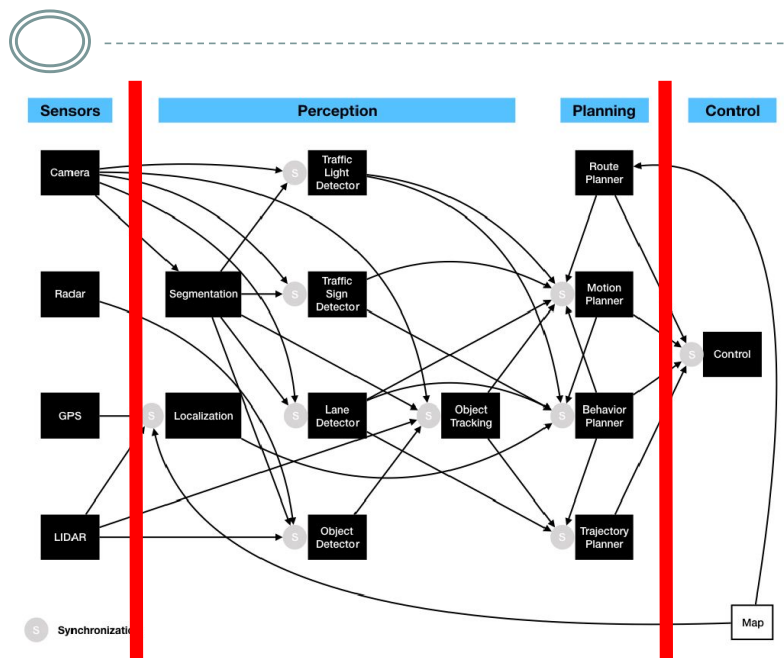 Sensors
Perception
Planning
Control
Camera
S
Traffic
Light
Detector
Route
Planner
Radar
Segmentation
S
Traffic
Sign
Detector
S
Motion
Planner
S
Control
GPS
S
Localization
S
Lane
Detector
S
Object
Tracking
S
Behavior
Planner
LIDAR
S
Object
Detector
S
Trajectory
Planner
Map
S
Synchronizati